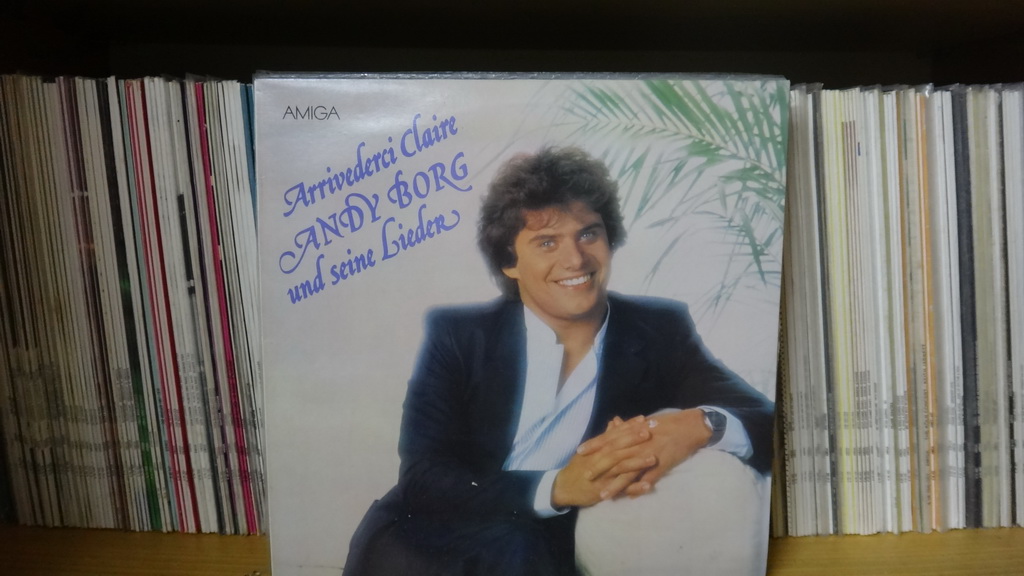 AMIGA
Arrivederci Claire
ANDY BORG
und seine Lieder